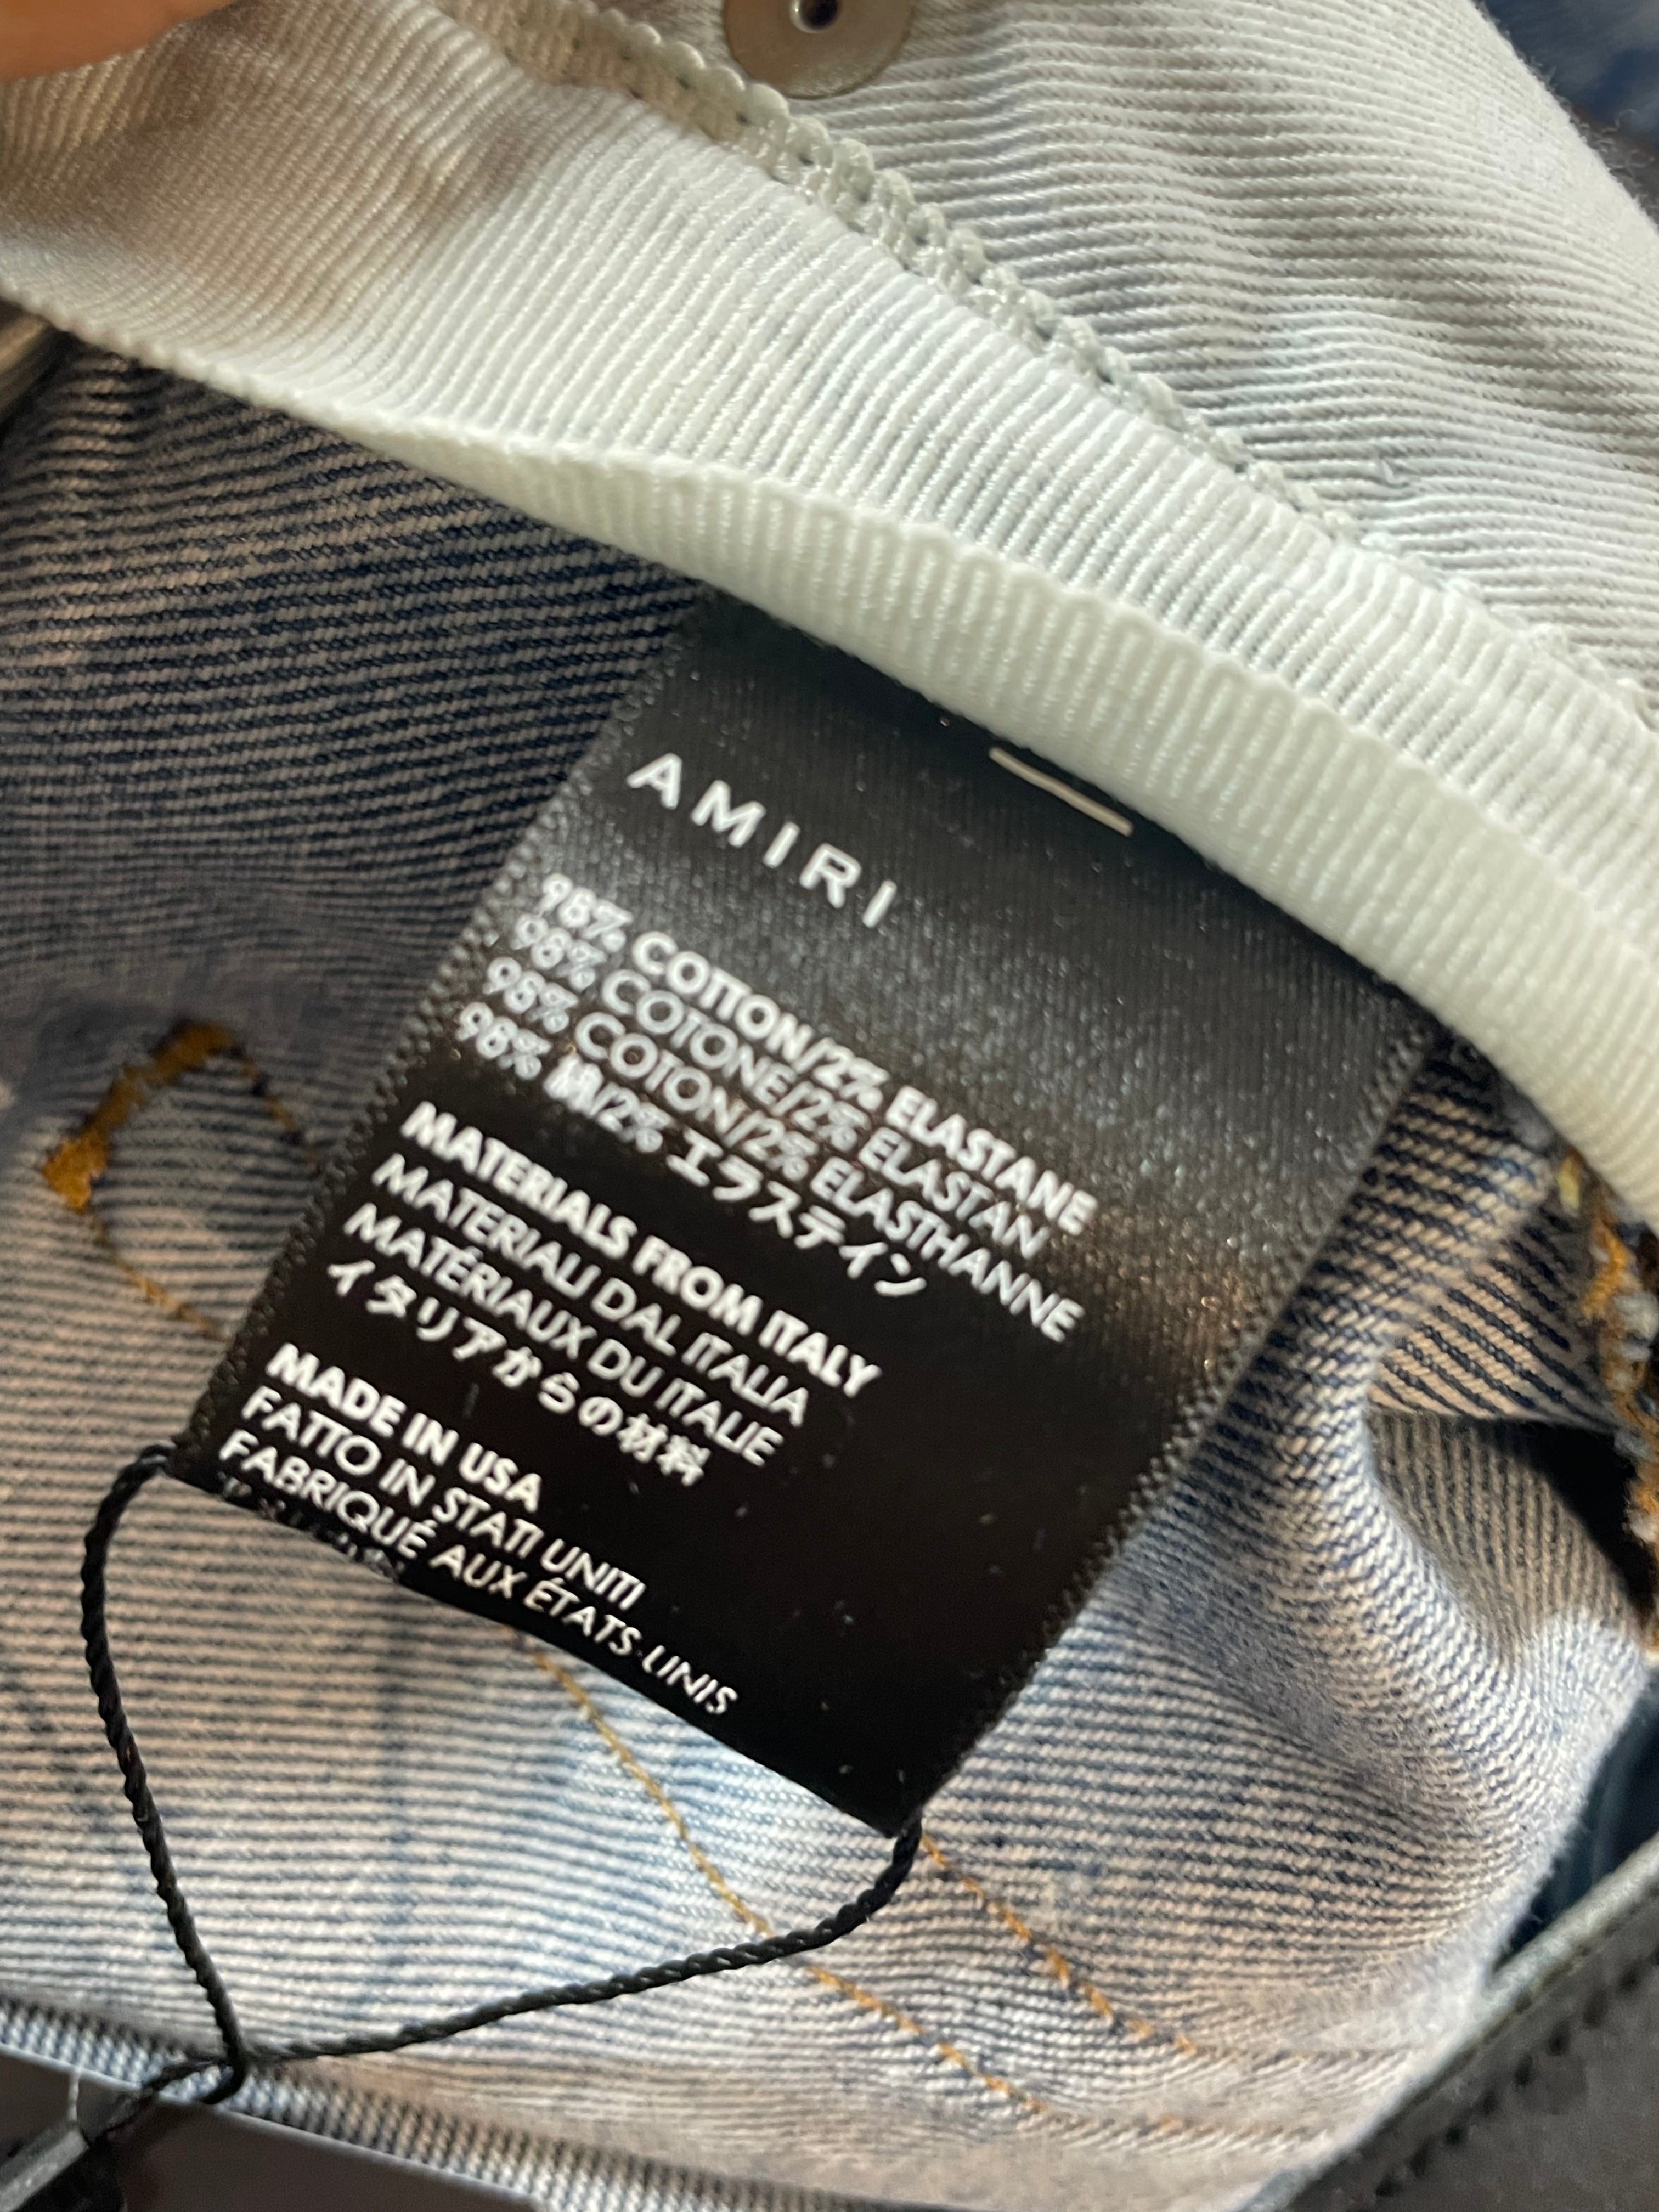 AMIRI
98% COTTON/2% ELASTANE
98% COTONE/2% ELASTAN
98% COTON/2% ELASTHANNE
98% 綿/2% エラステイン
MATERIALS FROM ITALY
MATERIALI DAL ITALIA
MATÉRIAUX DU ITALIE
イタリアからの材料
MADE IN USA
FATTO IN STATI UNITI
FABRIQUÉ AUX ÉTATS-UNIS